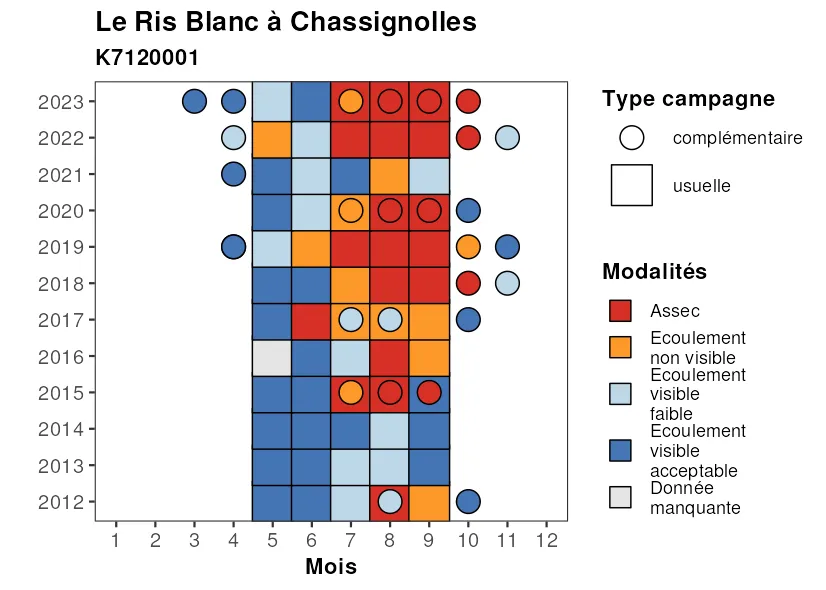 Le Ris Blanc à Chassignolles
K7120001
2023
2022
2021
2020
2019
2018
2017
2016
2015
2014
2013
2012
1 2 3 4 5 6 7 8 9 10 11 12
Mois
Type campagne
complémentaire
usuelle
Modalités
Assec
Ecoulement
non visible
Ecoulement
visible
faible
Ecoulement
visible
acceptable
Donnée
manquante